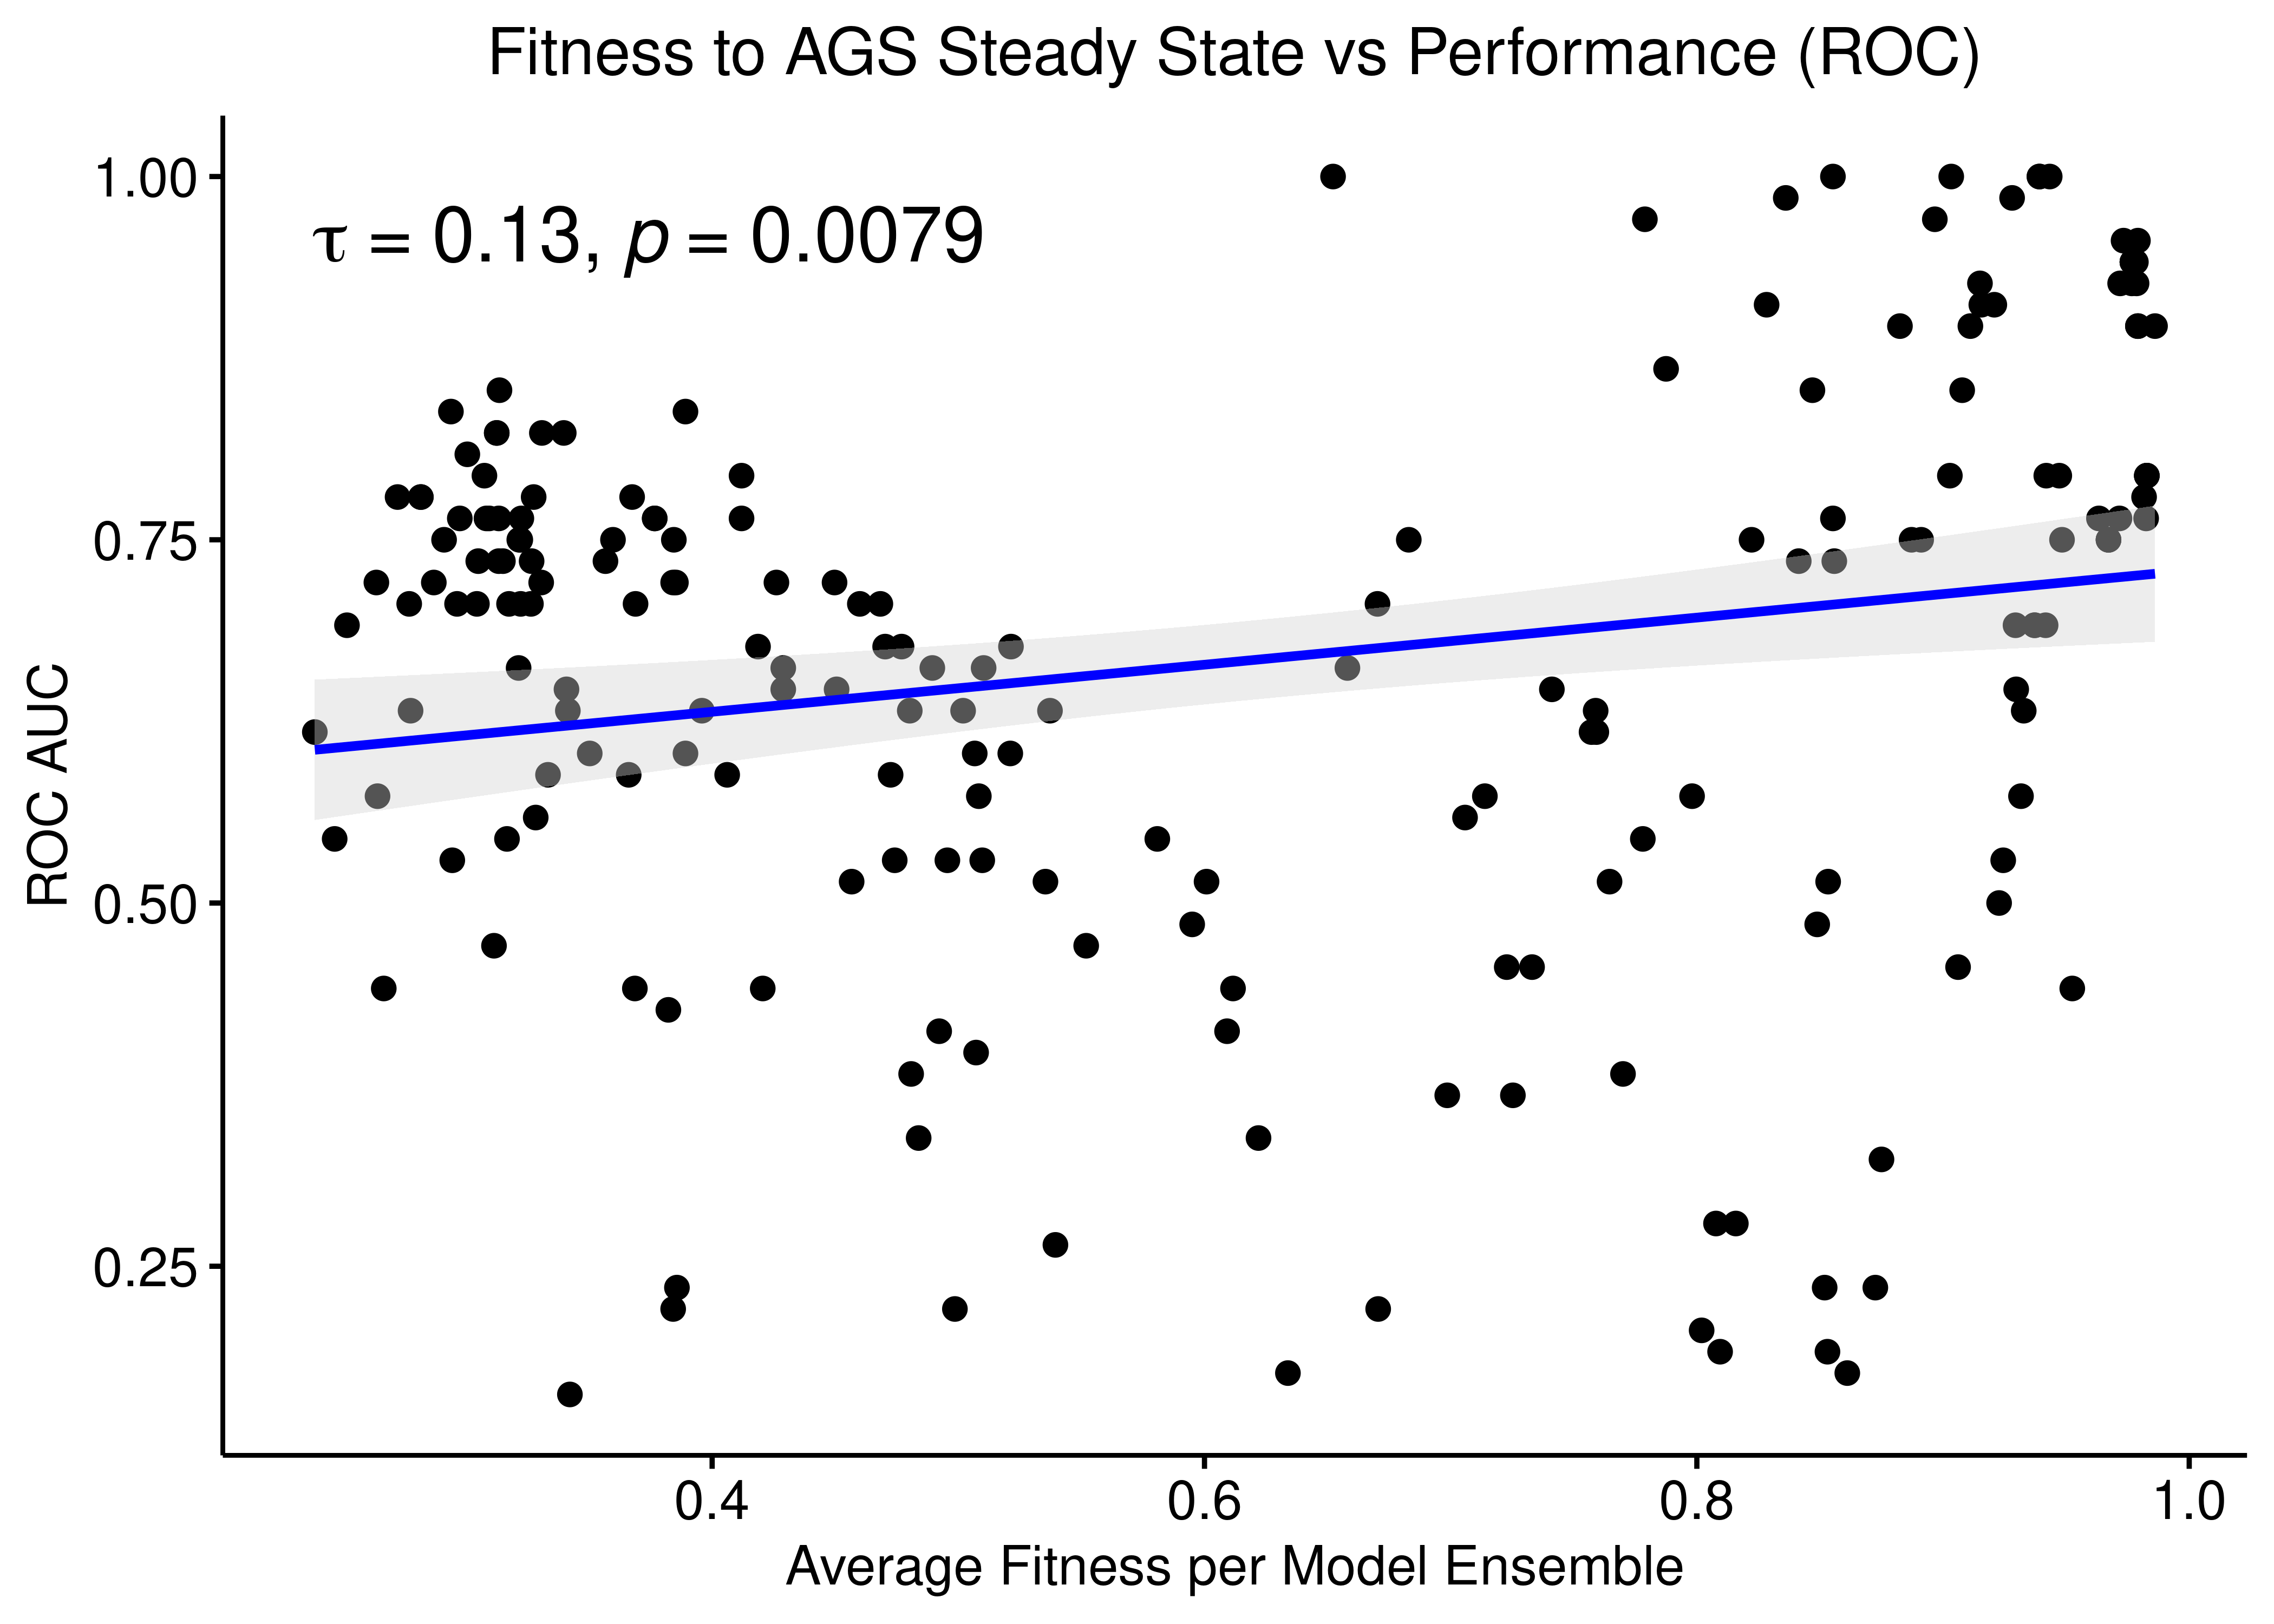 Fitness to AGS Steady State vs Performance (ROC)
τ = 0.13, p = 0.0079
ROC AUC
1.00
0.75
0.50
0.25
0.4 0.6 0.8 1.0
Average Fitness per Model Ensemble